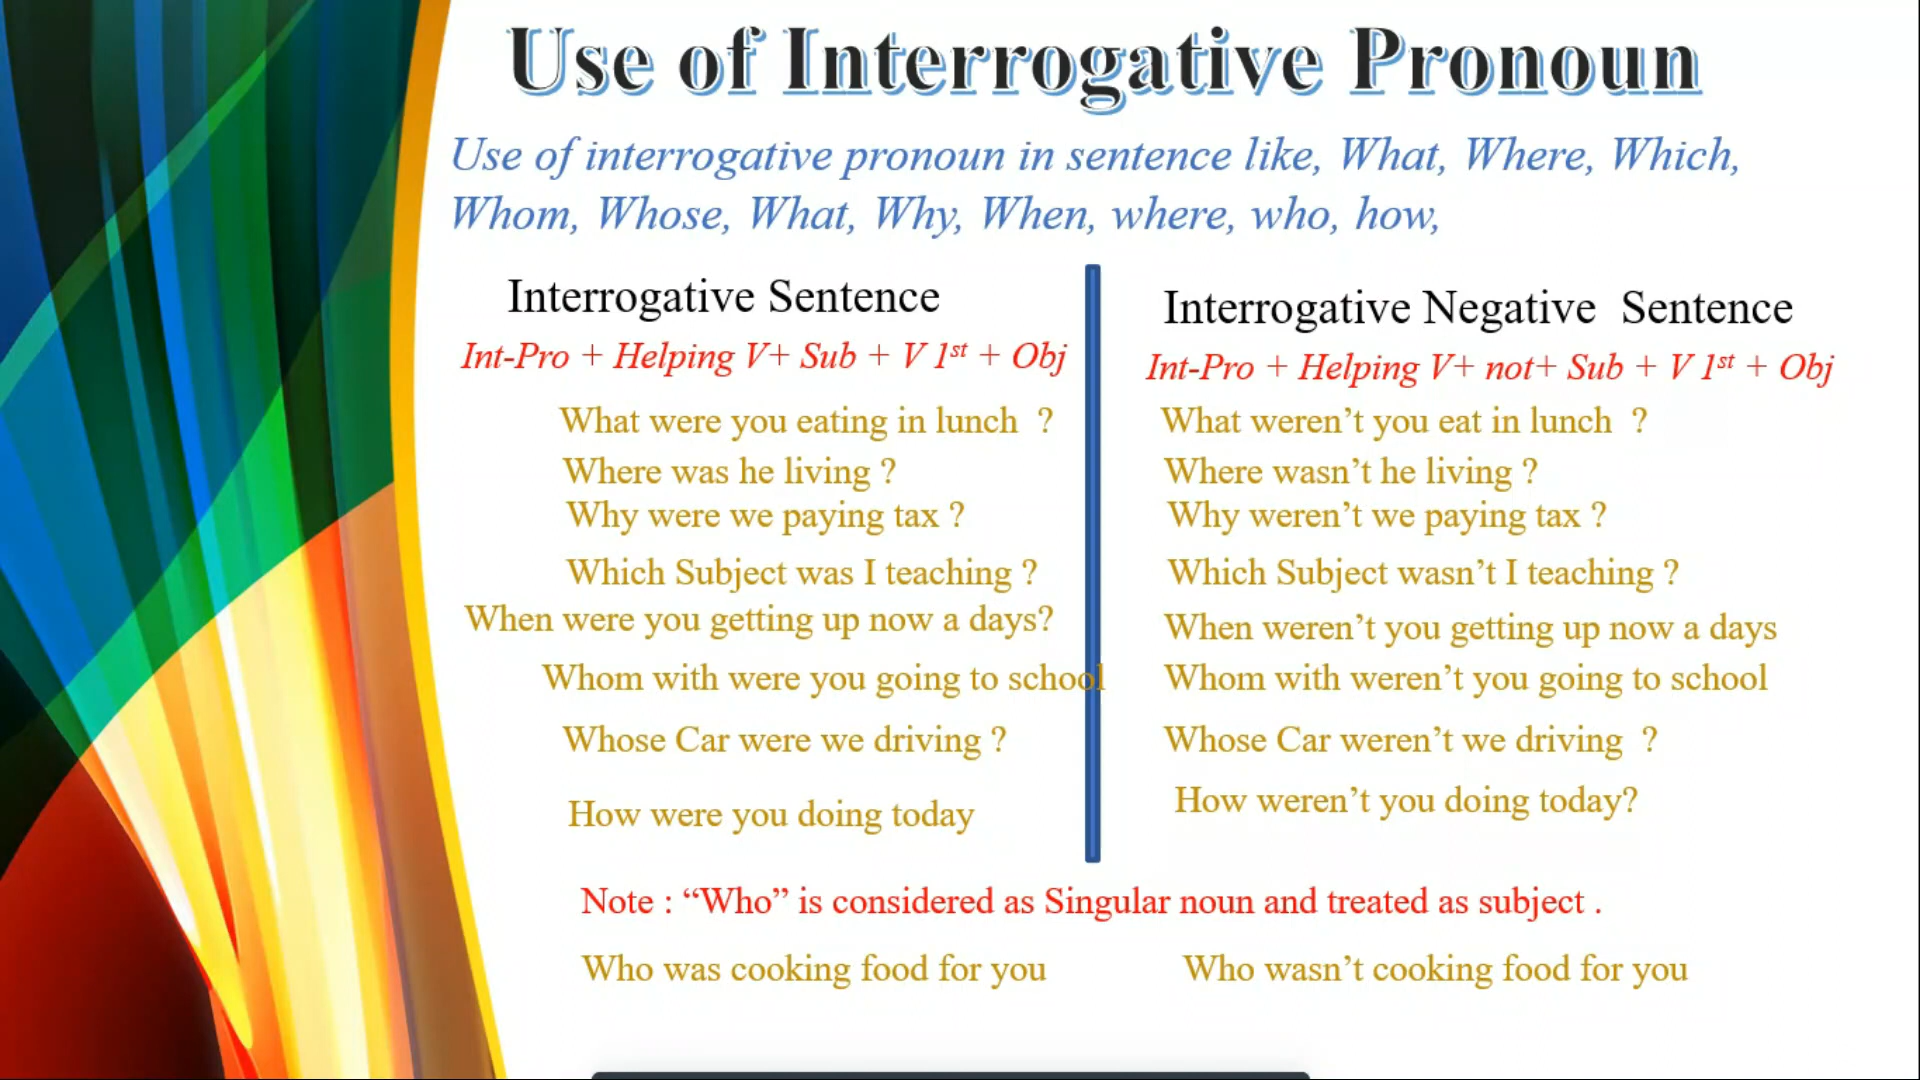 Use of Interrogative Pronoun
Use of interrogative pronoun in sentence like, What, Where, Which,
Whom, Whose, What, Why, When, where, who, how,
Interrogative Sentence
Int-Pro + Helping V+ Sub + V 1st + Obj
What were you eating in lunch ?
Where was he living ?
Why were we paying tax ?
Which Subject was I teaching ?
When were you getting up now a days?
Whom with were you going to school
Whose Car were we driving ?
How were you doing today
Interrogative Negative Sentence
Int-Pro + Helping V+ not+ Sub + V 1st + Obj
What weren’t you eat in lunch ?
Where wasn’t he living ?
Why weren’t we paying tax ?
Which Subject wasn’t I teaching ?
When weren’t you getting up now a days
Whom with weren’t you going to school
Whose Car weren’t we driving ?
How weren’t you doing today?
Note : “Who” is considered as Singular noun and treated as subject .
Who was cooking food for you
Who wasn’t cooking food for you